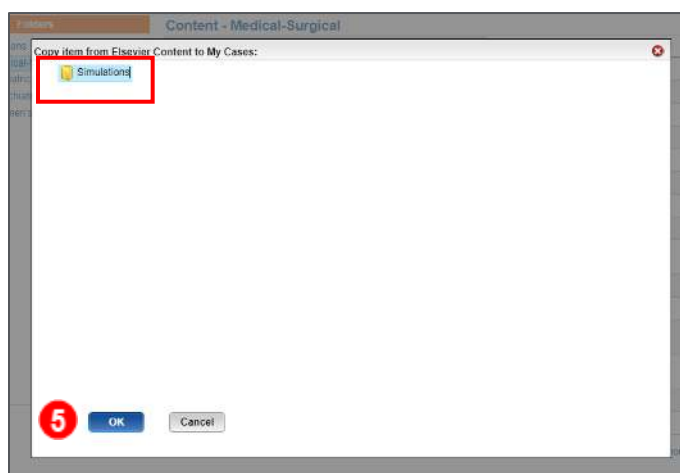 Folders
Content - Medical-Surgical
Copy item from Elsevier Content to My Cases:
Simulations
5
OK
Cancel